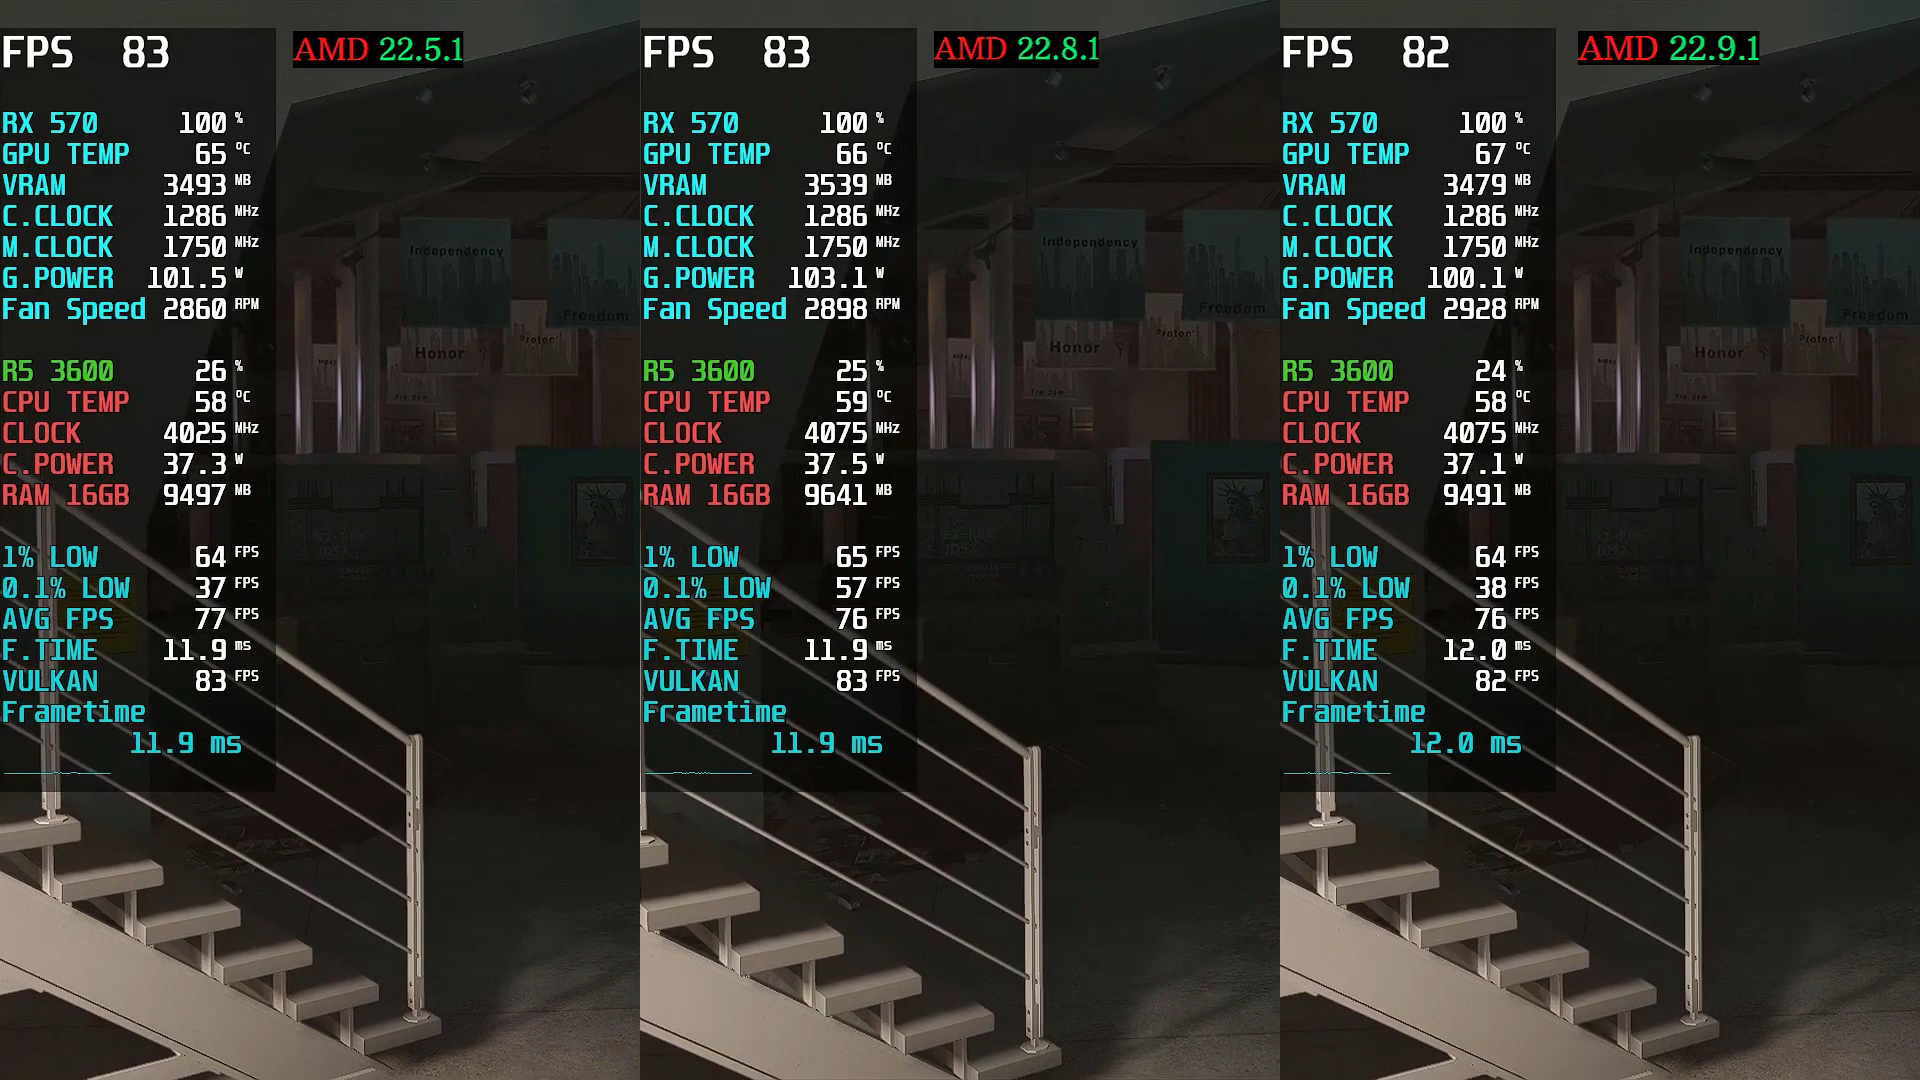 FPS 83
AMD 22.5.1
RX 570 100 %
GPU TEMP 65 °C
VRAM 3493 MB
C.CLOCK 1286 MHz
M.CLOCK 1750 MHz
G.POWER 101.5 W
Fan Speed 2860 RPM
R5 3600 26 %
CPU TEMP 58 °C
CLOCK 4025 MHz
C.POWER 37.3 W
RAM 16GB 9497 MB
1% LOW 64 FPS
0.1% LOW 37 FPS
AVG FPS 77 FPS
F.TIME 11.9 ms
VULKAN 83 FPS
Frametime
11.9 ms
Independency
Freedom
Honor
Protect
FPS 83
AMD 22.8.1
RX 570 100 %
GPU TEMP 66 °C
VRAM 3539 MB
C.CLOCK 1286 MHz
M.CLOCK 1750 MHz
G.POWER 103.1 W
Fan Speed 2898 RPM
R5 3600 25 %
CPU TEMP 59 °C
CLOCK 4075 MHz
C.POWER 37.5 W
RAM 16GB 9641 MB
1% LOW 65 FPS
0.1% LOW 57 FPS
AVG FPS 76 FPS
F.TIME 11.9 ms
VULKAN 83 FPS
Frametime
11.9 ms
Independency
Freedom
Honor
Protect
FPS 82
AMD 22.9.1
RX 570 100 %
GPU TEMP 67 °C
VRAM 3479 MB
C.CLOCK 1286 MHz
M.CLOCK 1750 MHz
G.POWER 100.1 W
Fan Speed 2928 RPM
R5 3600 24 %
CPU TEMP 58 °C
CLOCK 4075 MHz
C.POWER 37.1 W
RAM 16GB 9491 MB
1% LOW 64 FPS
0.1% LOW 38 FPS
AVG FPS 76 FPS
F.TIME 12.0 ms
VULKAN 82 FPS
Frametime
12.0 ms
Independency
Freedom
Honor
Protect